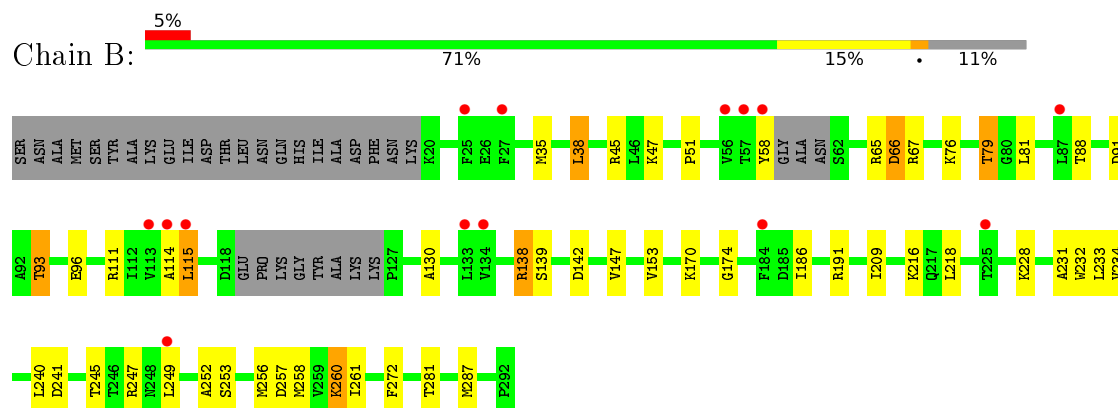 5%
Chain B:
71% 15% • 11%
SER ASN ALA MET SER TYR ALA LYS GLU ILE ASP THR LEU ASN GLN HIS ILE ALA ASP PHE ASN LYS K20 F25 E26 F27 M35 L38 R45 L46 K47 P51 V56 T57 Y58 GLY ALA ASN S62 R65 D66 R67 K76 T79 G80 L81 L87 T88 D91
A92 T93 E96 R111 I112 V113 A114 L115 D118 GLU PRO LYS GLY TYR ALA LYS LYS P127 A130 L133 V134 R138 S139 D142 V147 V153 K170 G174 F184 D185 I186 R191 I209 K216 Q217 L218 T225 K228 A231 W232 L233 V234
L240 D241 T245 T246 R247 N248 L249 A252 S253 M256 D257 M258 V259 K260 I261 F272 T281 M287 P292